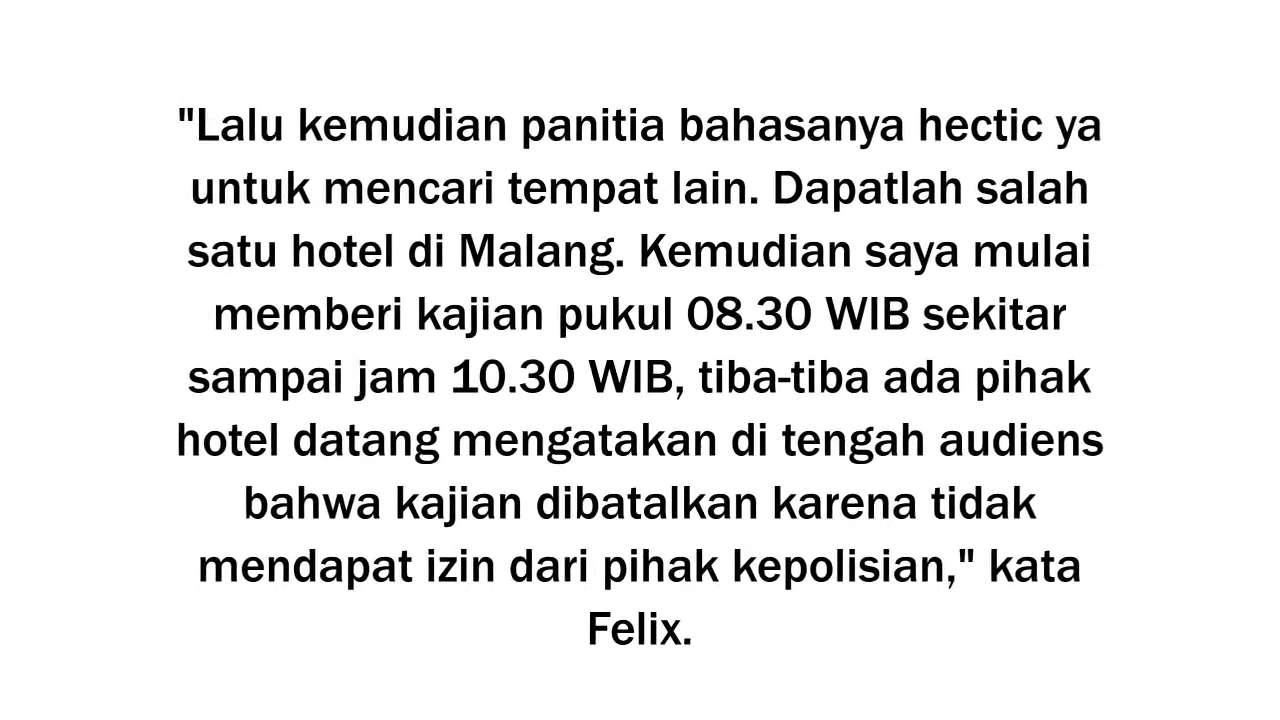 "Lalu kemudian panitia bahasanya hectic ya
untuk mencari tempat lain. Dapatlah salah
satu hotel di Malang. Kemudian saya mulai
memberi kajian pukul 08.30 WIB sekitar
sampai jam 10.30 WIB, tiba-tiba ada pihak
hotel datang mengatakan di tengah audiens
bahwa kajian dibatalkan karena tidak
mendapat izin dari pihak kepolisian," kata
Felix.